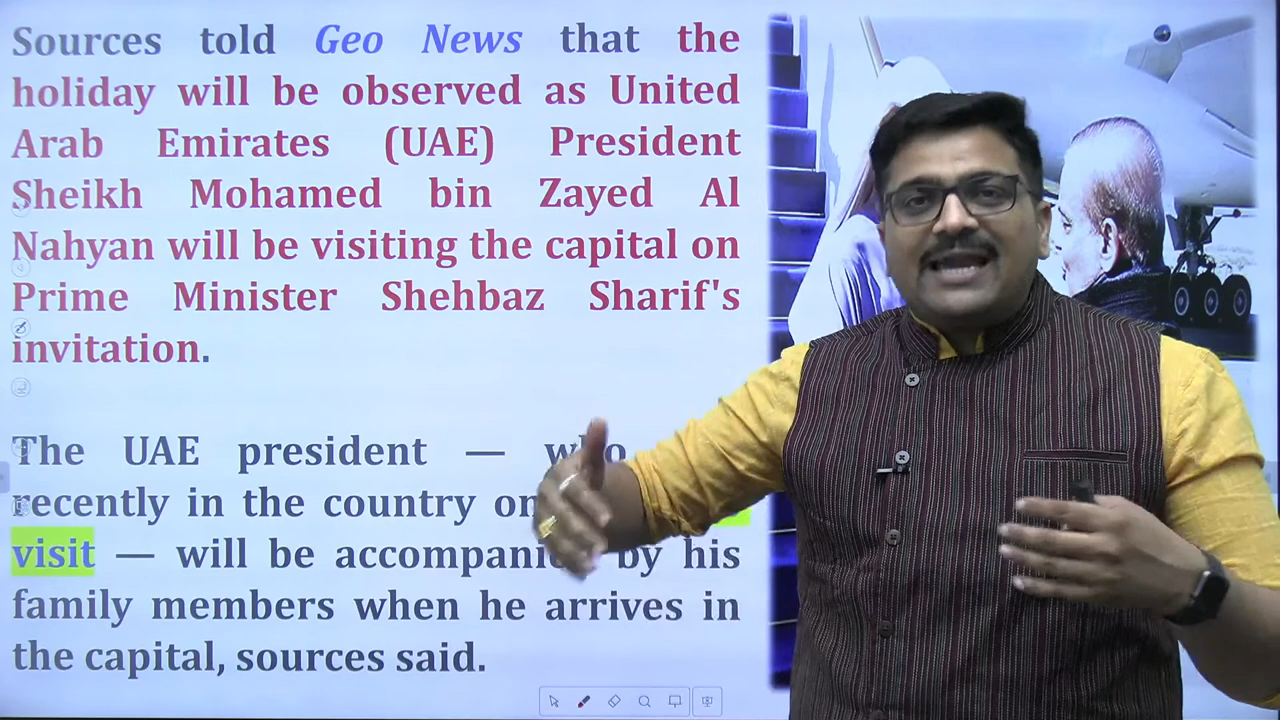 Sources told Geo News that the
holiday will be observed as United
Arab Emirates (UAE) President
Sheikh Mohamed bin Zayed Al
Nahyan will be visiting the capital on
Prime Minister Shehbaz Sharif's
invitation.
The UAE president — who
recently in the country on
visit — will be by his
family members when he arrives in
the capital, sources said.